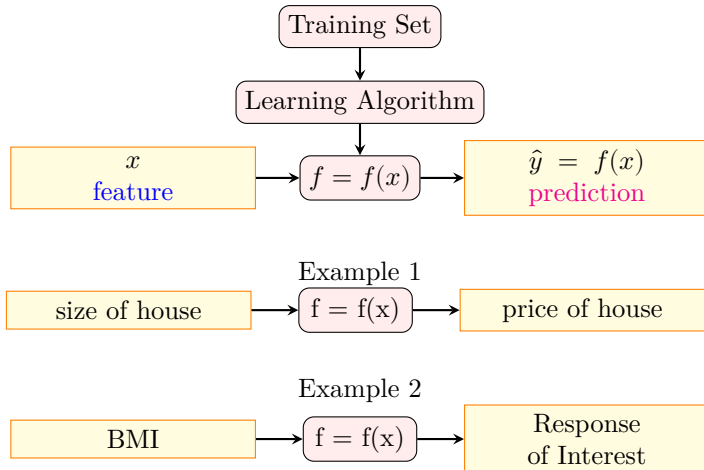 Training Set
Learning Algorithm
x
feature
f = f(x)
ŷ = f(x)
prediction
Example 1
size of house
f = f(x)
price of house
Example 2
BMI
f = f(x)
Response
of Interest